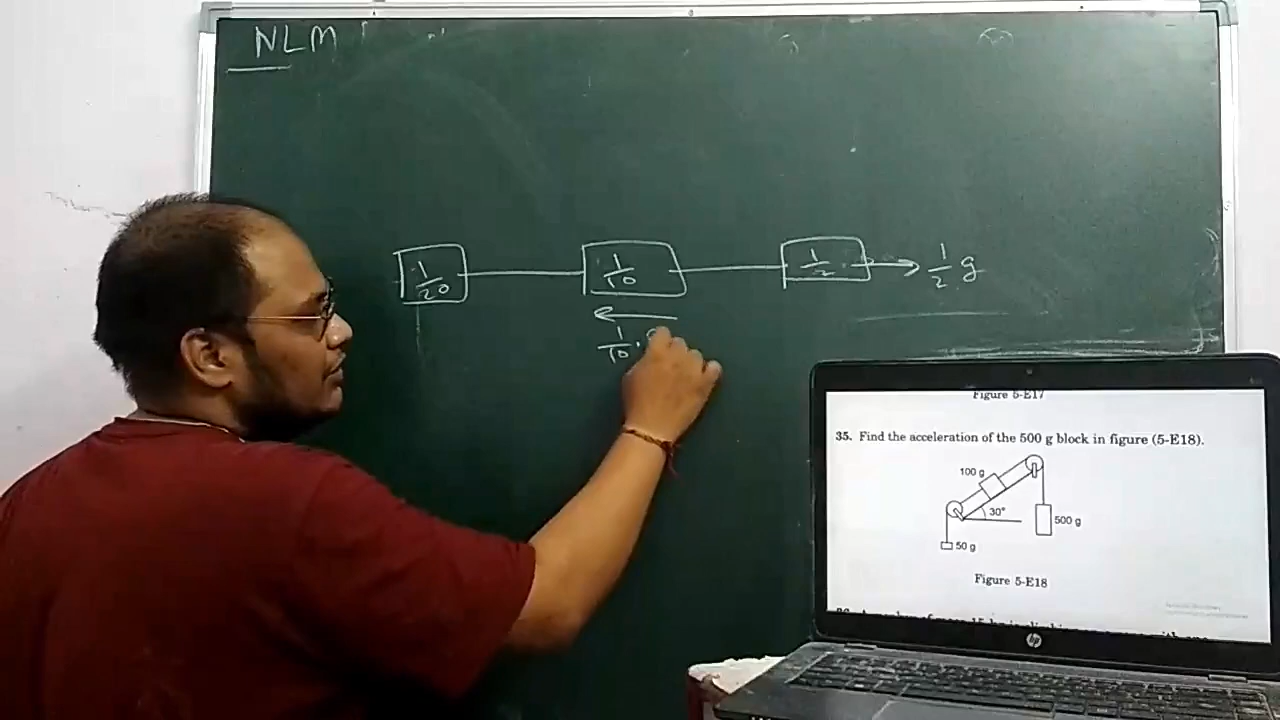 NLM
1/20
1/10
1/2
1/2 g
1/10 .
Figure 5-E17
35. Find the acceleration of the 500 g block in figure (5-E18).
100 g
30°
500 g
50 g
Figure 5-E18
hp